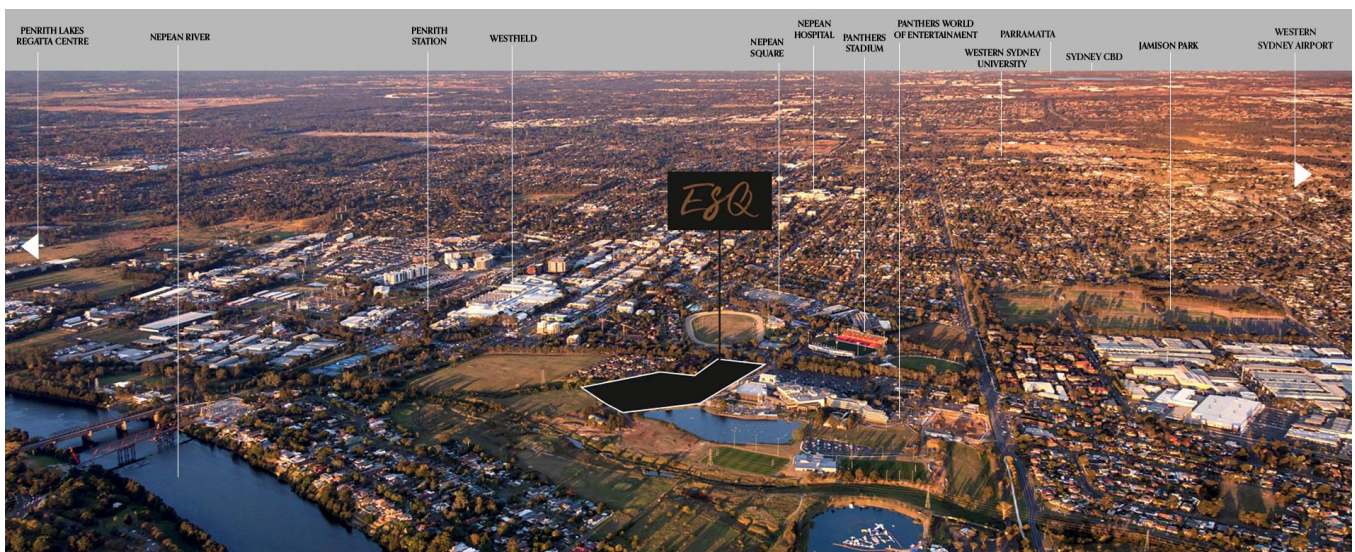 PENRITH LAKES
REGATTA CENTRE
NEPEAN RIVER
PENRITH
STATION
WESTFIELD
NEPEAN
SQUARE
NEPEAN
HOSPITAL
PANTHERS
STADIUM
PANTHERS WORLD
OF ENTERTAINMENT
WESTERN SYDNEY
UNIVERSITY
PARRAMATTA
SYDNEY CBD
JAMISON PARK
WESTERN
SYDNEY AIRPORT
ESQ